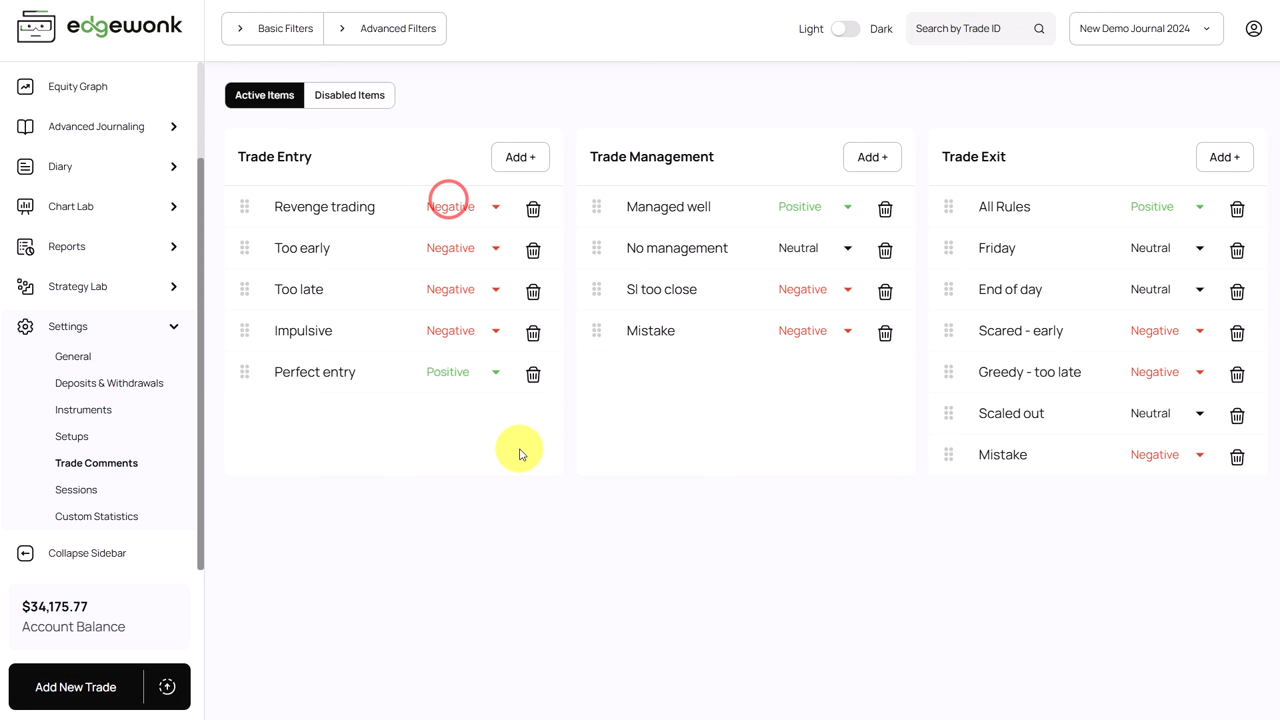 edgewonk
Basic Filters
Advanced Filters
Light
Dark
Search by Trade ID
New Demo Journal 2024
Equity Graph
Advanced Journaling
Diary
Chart Lab
Reports
Strategy Lab
Settings
General
Deposits & Withdrawals
Instruments
Setups
Trade Comments
Sessions
Custom Statistics
Collapse Sidebar
$34,175.77
Account Balance
Add New Trade
Active Items
Disabled Items
Trade Entry
Add +
Revenge trading Negative
Too early Negative
Too late Negative
Impulsive Negative
Perfect entry Positive
Trade Management
Add +
Managed well Positive
No management Neutral
Sl too close Negative
Mistake Negative
Trade Exit
Add +
All Rules Positive
Friday Neutral
End of day Neutral
Scared - early Negative
Greedy - too late Negative
Scaled out Neutral
Mistake Negative